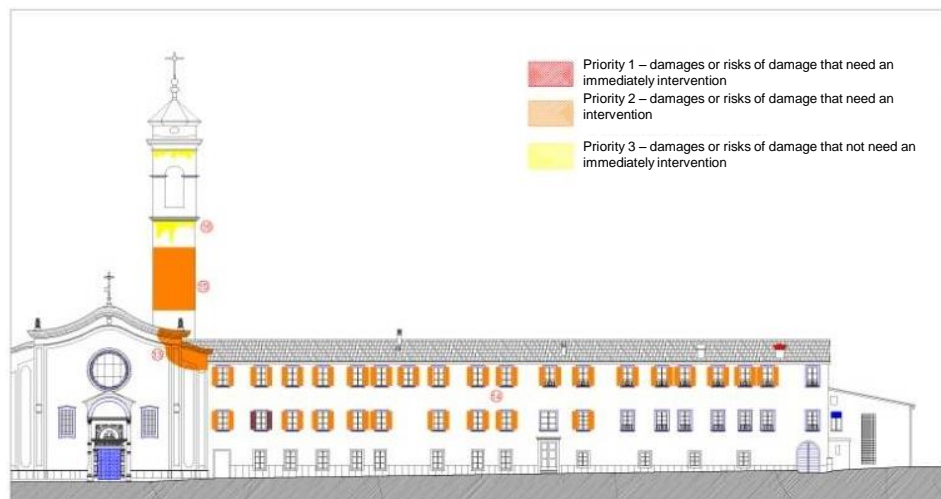 Priority 1 – damages or risks of damage that need an
immediately intervention
Priority 2 – damages or risks of damage that need an
intervention
Priority 3 – damages or risks of damage that not need an
immediately intervention
14